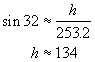 sin 32 ≈ h/253.2
h ≈ 134